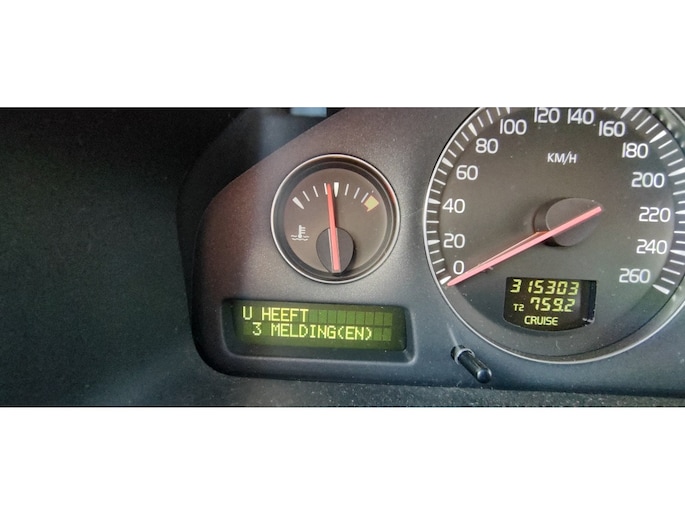 120 140
100 160
80 KM/H 180
60 200
40 220
20 240
0 260
315303
T2 759.2
CRUISE
U HEEFT
3 MELDING(EN)